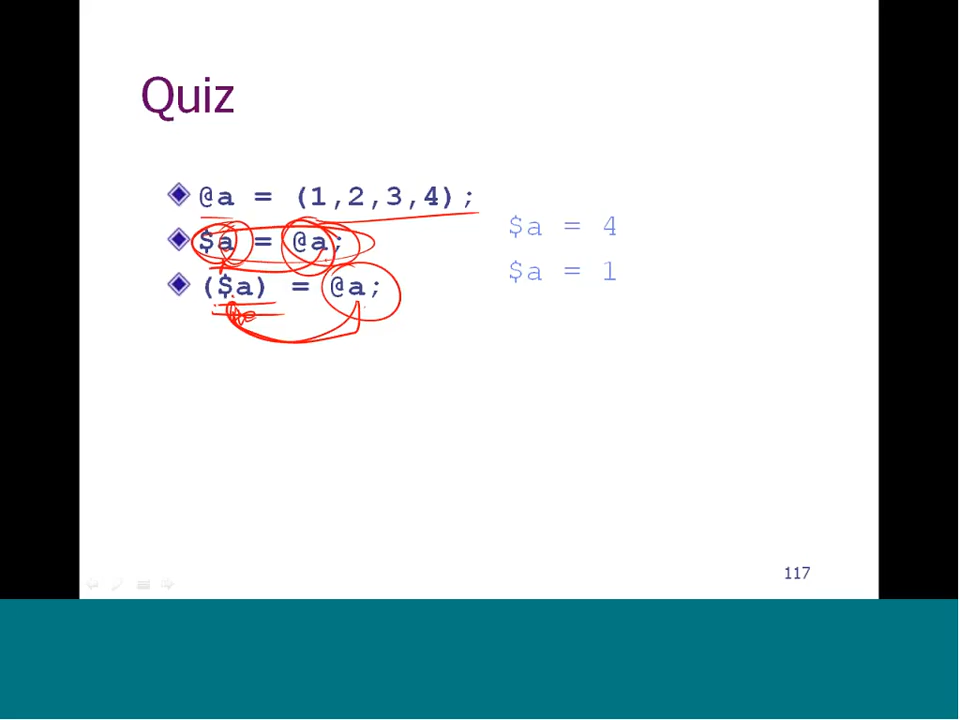 Quiz
@a = (1,2,3,4);
$a = @a;
$a = 4
($a) = @a;
$a = 1
117